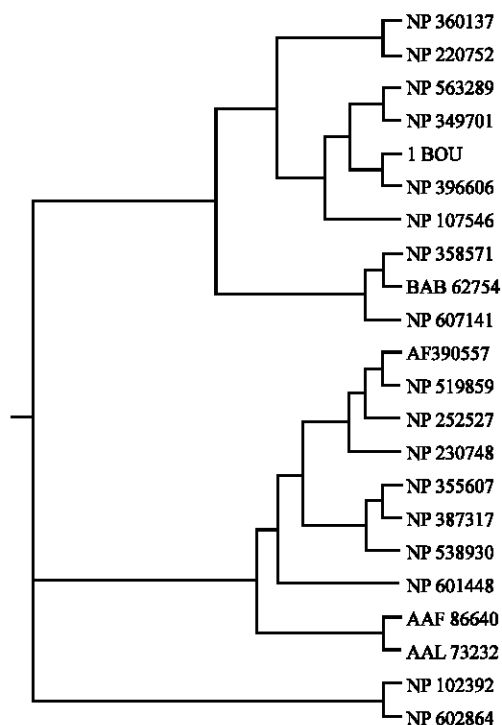 NP 360137
NP 220752
NP 563289
NP 349701
1 BOU
NP 396606
NP 107546
NP 358571
BAB 62754
NP 607141
AF390557
NP 519859
NP 252527
NP 230748
NP 355607
NP 387317
NP 538930
NP 601448
AAF 86640
AAL 73232
NP 102392
NP 602864